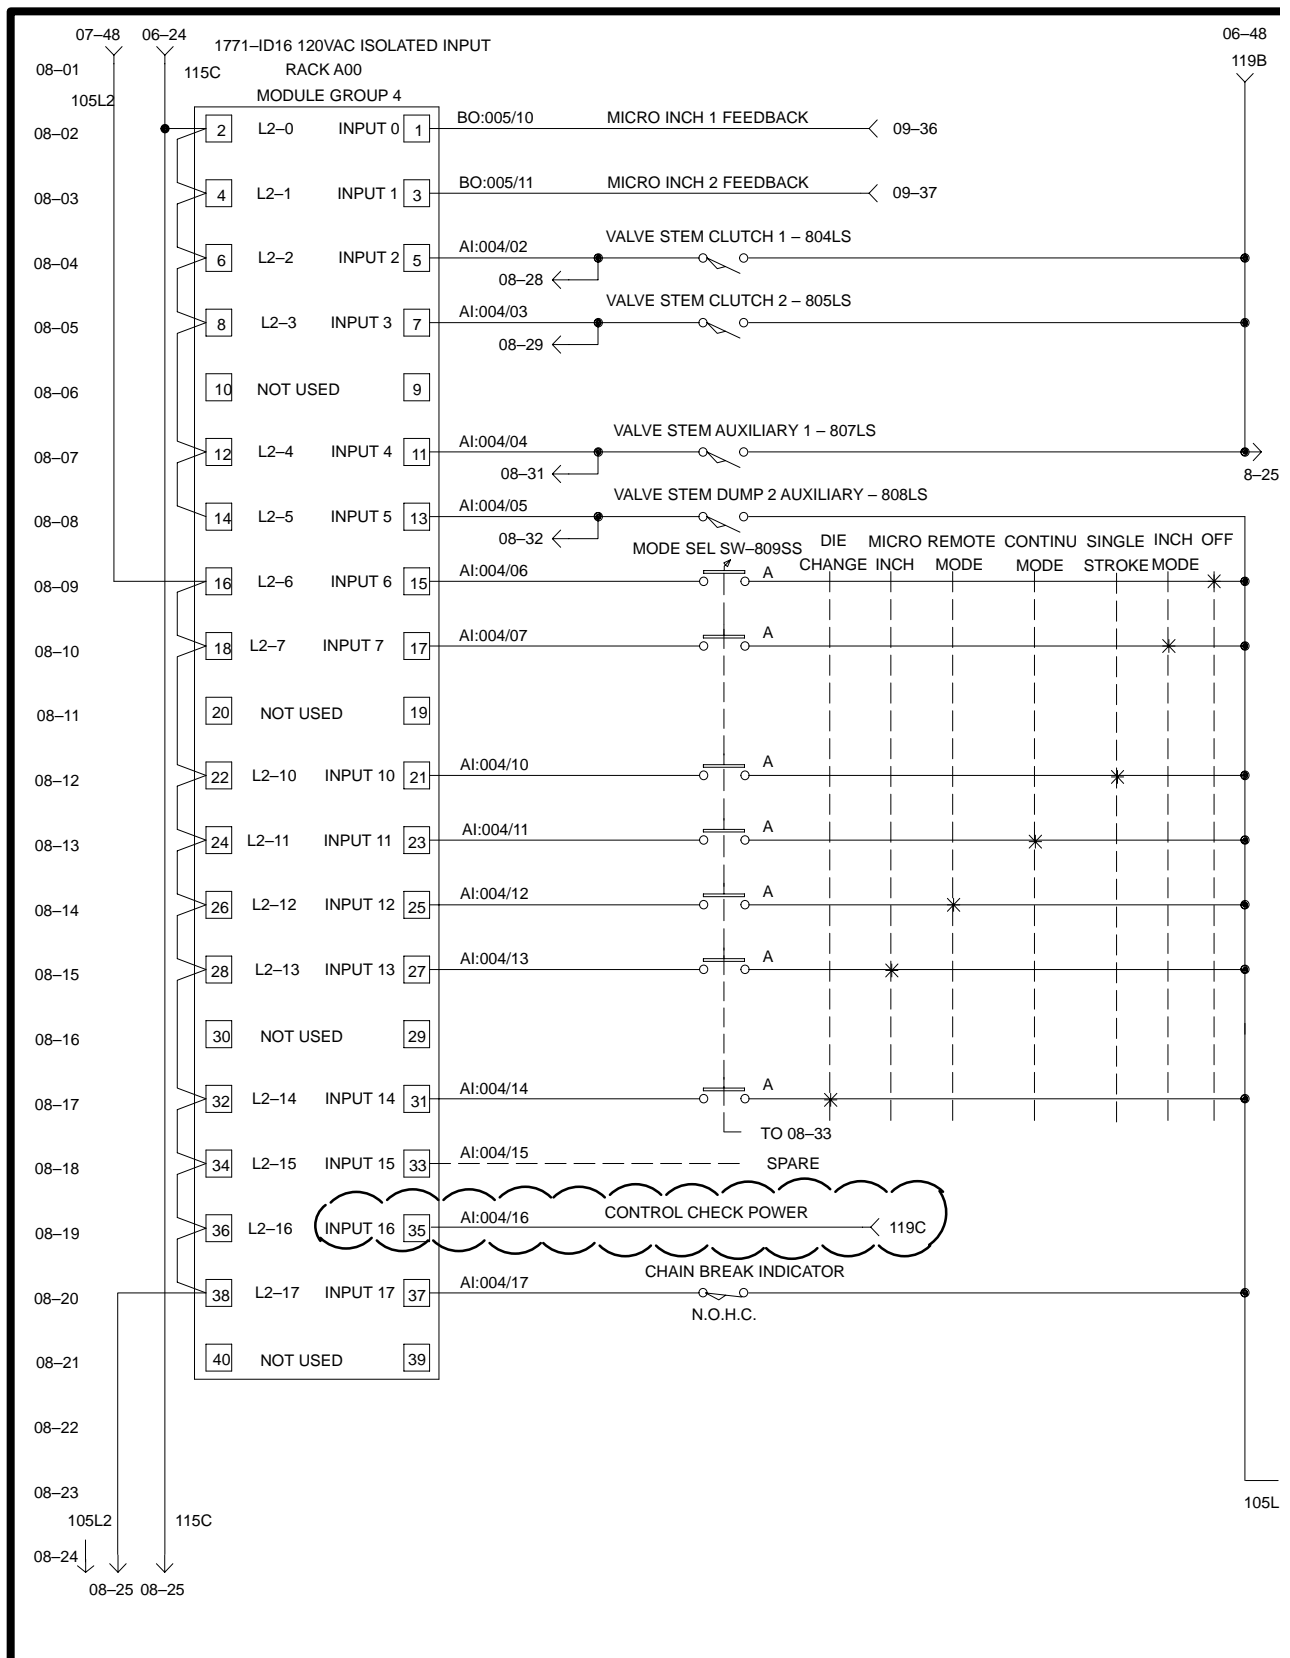 07–48 06–24 1771–ID16 120VAC ISOLATED INPUT 06–48
08–01 115C RACK A00 119B
105L2 MODULE GROUP 4
08–02 2 L2–0 INPUT 0 1 BO:005/10 MICRO INCH 1 FEEDBACK 09–36
08–03 4 L2–1 INPUT 1 3 BO:005/11 MICRO INCH 2 FEEDBACK 09–37
VALVE STEM CLUTCH 1 – 804LS
08–04 6 L2–2 INPUT 2 5 AI:004/02
08–28
VALVE STEM CLUTCH 2 – 805LS
08–05 8 L2–3 INPUT 3 7 AI:004/03
08–29
08–06 10 NOT USED 9
VALVE STEM AUXILIARY 1 – 807LS
08–07 12 L2–4 INPUT 4 11 AI:004/04
08–31 8–25
VALVE STEM DUMP 2 AUXILIARY – 808LS
08–08 14 L2–5 INPUT 5 13 AI:004/05
08–32 MODE SEL SW–809SS DIE MICRO REMOTE CONTINU SINGLE INCH OFF
CHANGE INCH MODE MODE STROKE MODE
08–09 16 L2–6 INPUT 6 15 AI:004/06 A
08–10 18 L2–7 INPUT 7 17 AI:004/07 A
08–11 20 NOT USED 19
08–12 22 L2–10 INPUT 10 21 AI:004/10 A
08–13 24 L2–11 INPUT 11 23 AI:004/11 A
08–14 26 L2–12 INPUT 12 25 AI:004/12 A
08–15 28 L2–13 INPUT 13 27 AI:004/13 A
08–16 30 NOT USED 29
08–17 32 L2–14 INPUT 14 31 AI:004/14 A
TO 08–33
08–18 34 L2–15 INPUT 15 33 AI:004/15 SPARE
08–19 36 L2–16 INPUT 16 35 AI:004/16 CONTROL CHECK POWER 119C
CHAIN BREAK INDICATOR
08–20 38 L2–17 INPUT 17 37 AI:004/17
N.O.H.C.
08–21 40 NOT USED 39
08–22
08–23
105L2 115C 105L
08–24
08–25 08–25